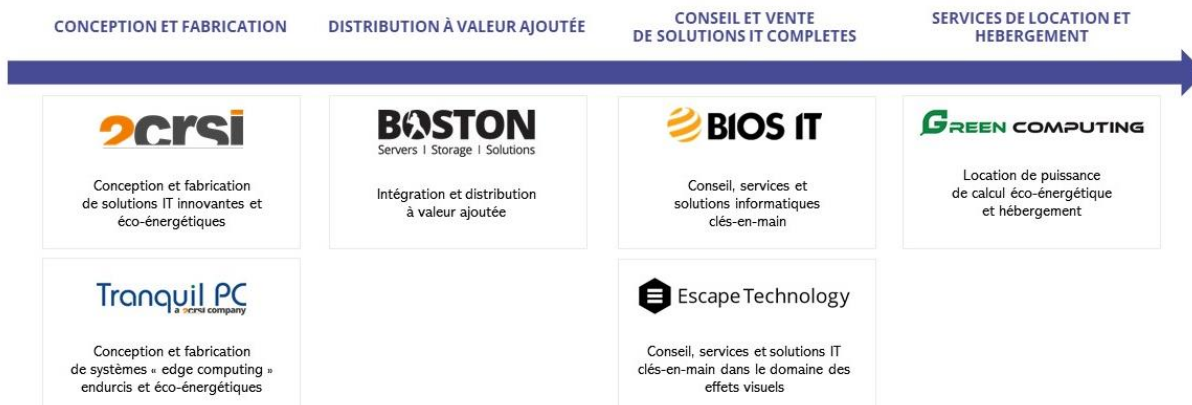 CONCEPTION ET FABRICATION
DISTRIBUTION À VALEUR AJOUTÉE
CONSEIL ET VENTE
DE SOLUTIONS IT COMPLETES
SERVICES DE LOCATION ET
HEBERGEMENT
2crsi
Conception et fabrication
de solutions IT innovantes et
éco-énergétiques
BOSTON
Servers | Storage | Solutions
Intégration et distribution
à valeur ajoutée
BIOS IT
Conseil, services et
solutions informatiques
clés-en-main
GREEN COMPUTING
Location de puissance
de calcul éco-énergétique
et hébergement
Tranquil PC
a 2crsi company
Conception et fabrication
de systèmes « edge computing »
endurcis et éco-énergétiques
Escape Technology
Conseil, services et solutions IT
clés-en-main dans le domaine des
effets visuels